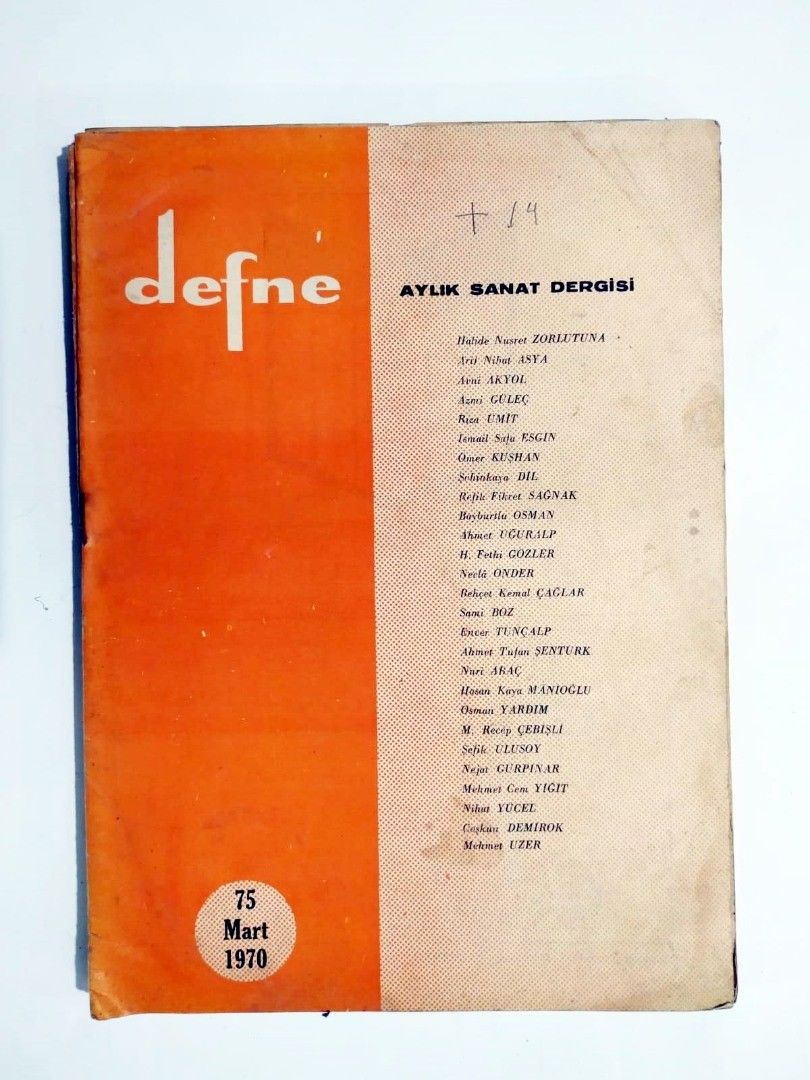 defne
+ 14
AYLIK SANAT DERGİSİ
Halide Nusret ZORLUTUNA
Arif Nihat ASYA
Avni AKYOL
Azmi GÜLEÇ
Rıza ÜMİT
İsmail Safa ESGİN
Ömer KUŞHAN
Şehinkaya DİL
Refik Fikret SAĞNAK
Bayburtlu OSMAN
Ahmet UĞURALP
H. Fethi GÖZLER
Neclâ ÖNDER
Behçet Kemal ÇAĞLAR
Sami BOZ
Enver TUNÇALP
Ahmet Tufan ŞENTÜRK
Nuri ARAÇ
Hasan Kaya MÂNİOĞLU
Osman YARDIM
M. Recep ÇEBİŞLİ
Şefik ULUSOY
Nejat GÜRPINAR
Mehmet Cem YİĞİT
Nihat YÜCEL
Coşkun DEMİROK
Mehmet UZER
75
Mart
1970